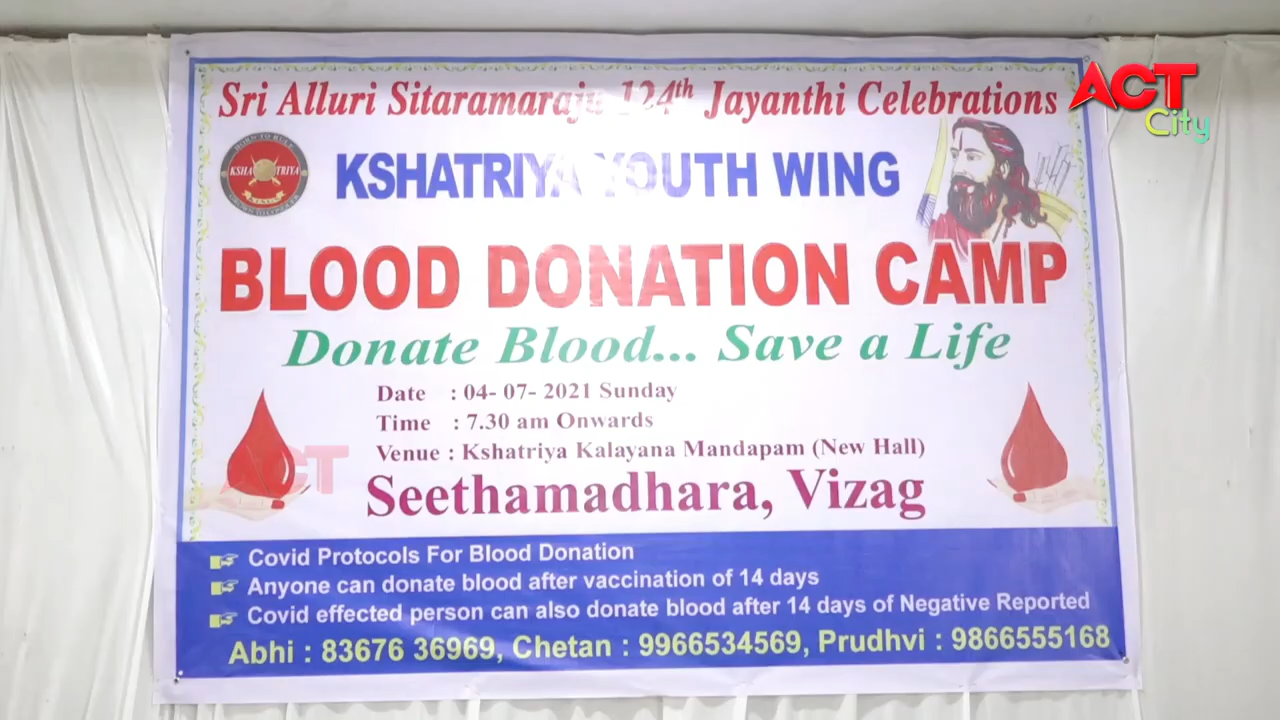 ACT
City
Sri Alluri Sitaramaraju 124th Jayanthi Celebrations
KSHATRIYA
KSHATRIYA YOUTH WING
BLOOD DONATION CAMP
Donate Blood... Save a Life
Date : 04- 07- 2021 Sunday
Time : 7.30 am Onwards
Venue : Kshatriya Kalayana Mandapam (New Hall)
ACT
Seethamadhara, Vizag
Covid Protocols For Blood Donation
Anyone can donate blood after vaccination of 14 days
Covid effected person can also donate blood after 14 days of Negative Reported
Abhi : 83676 36969, Chetan : 9966534569, Prudhvi : 9866555168